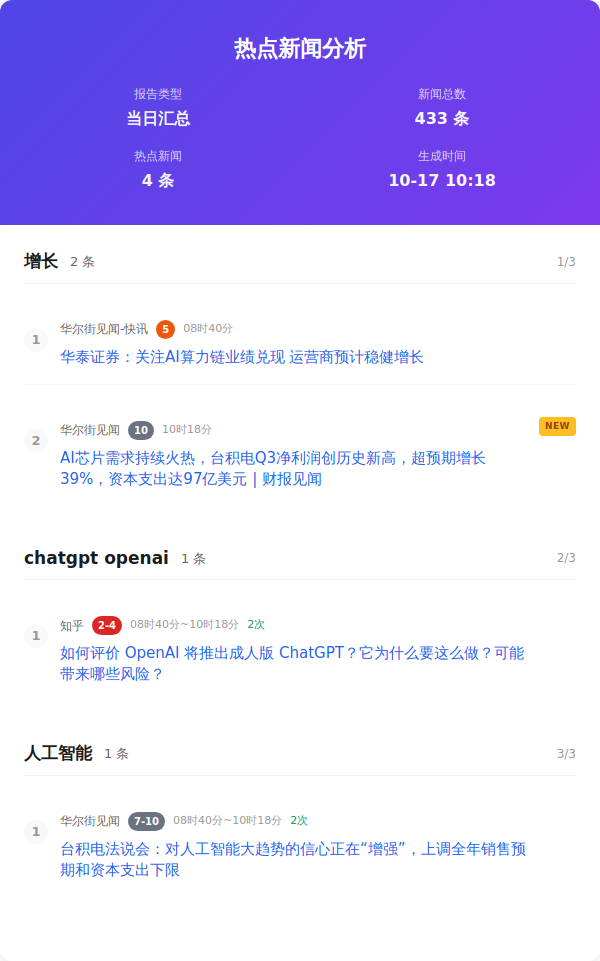 热点新闻分析
报告类型
当日汇总
新闻总数
433 条
热点新闻
4 条
生成时间
10-17 10:18
增长 2 条 1/3
1 华尔街见闻-快讯 5 08时40分
华泰证券：关注AI算力链业绩兑现 运营商预计稳健增长
2 华尔街见闻 10 10时18分 NEW
AI芯片需求持续火热，台积电Q3净利润创历史新高，超预期增长
39%，资本支出达97亿美元 | 财报见闻
chatgpt openai 1 条 2/3
1 知乎 2-4 08时40分~10时18分 2次
如何评价 OpenAI 将推出成人版 ChatGPT？它为什么要这么做？可能
带来哪些风险？
人工智能 1 条 3/3
1 华尔街见闻 7-10 08时40分~10时18分 2次
台积电法说会：对人工智能大趋势的信心正在“增强”，上调全年销售预
期和资本支出下限